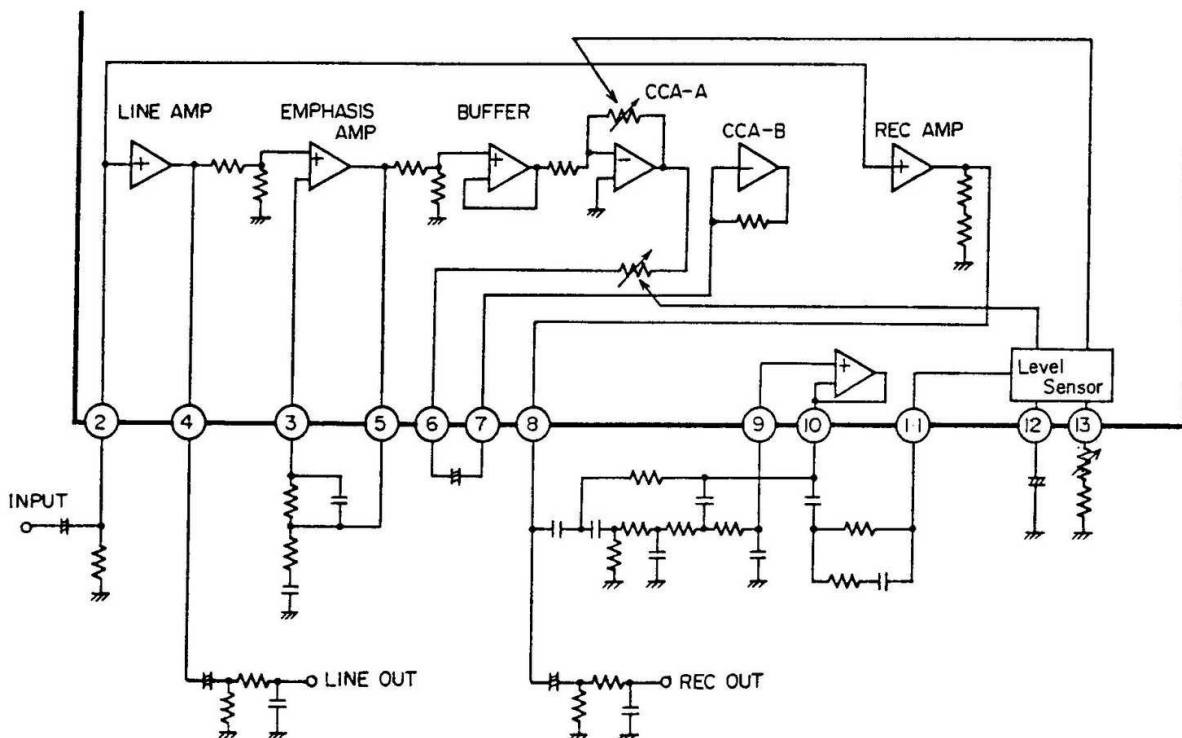 CCA-A
LINE AMP
EMPHASIS
AMP
BUFFER
CCA-B
REC AMP
+
+
+
−
−
+
+
Level
Sensor
2
4
3
5
6
7
8
9
10
11
12
13
INPUT
LINE OUT
REC OUT